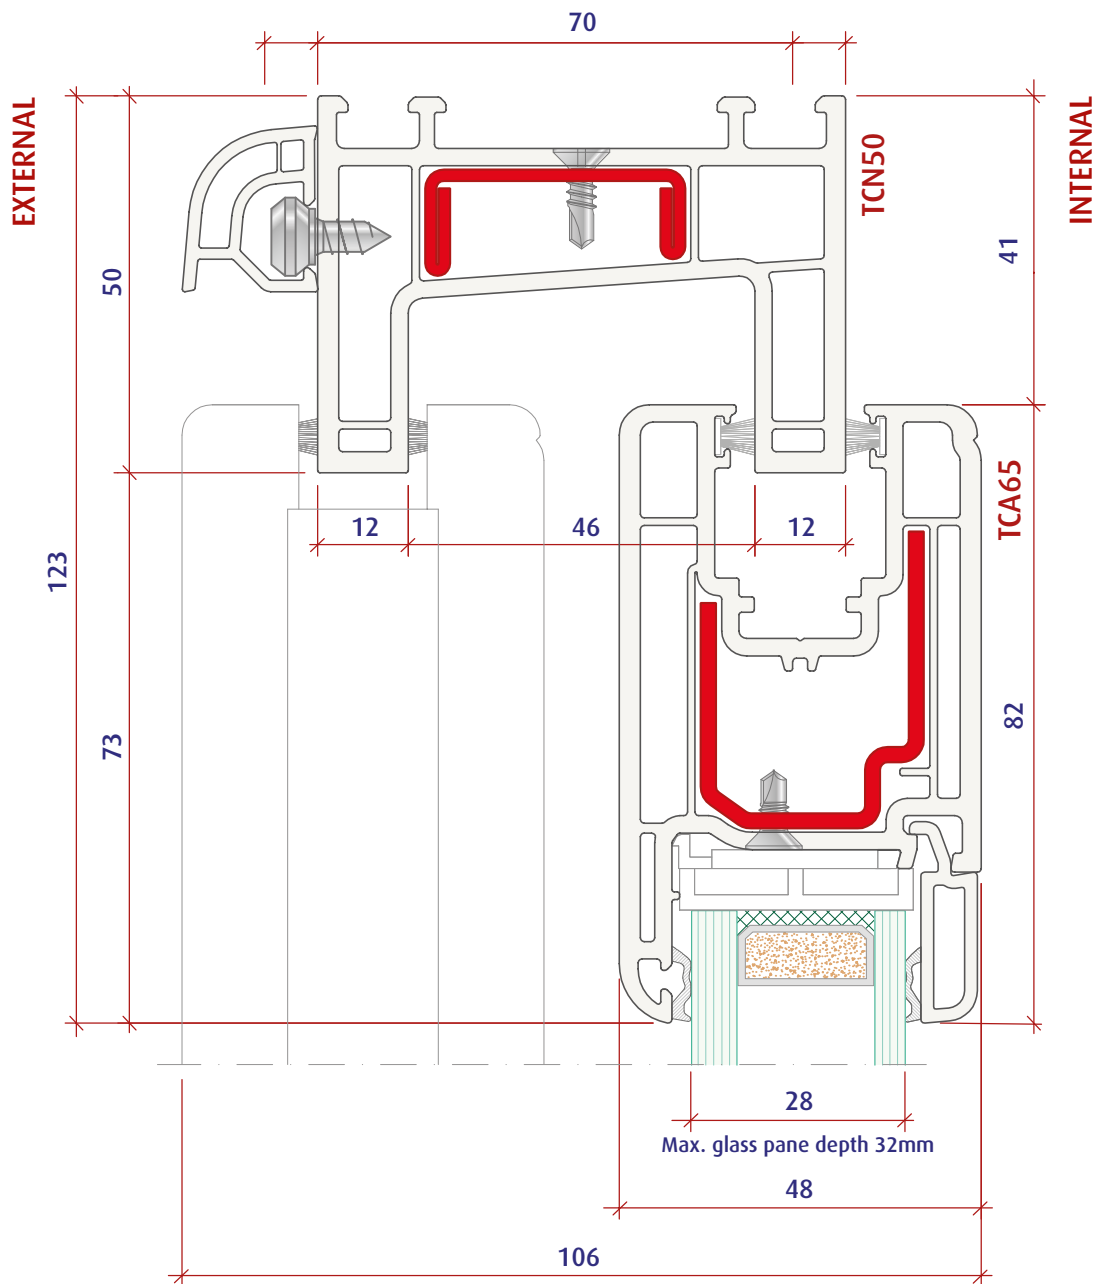 70
EXTERNAL
INTERNAL
TCN50
50
41
TCA65
12
46
12
123
73
82
28
Max. glass pane depth 32mm
48
106